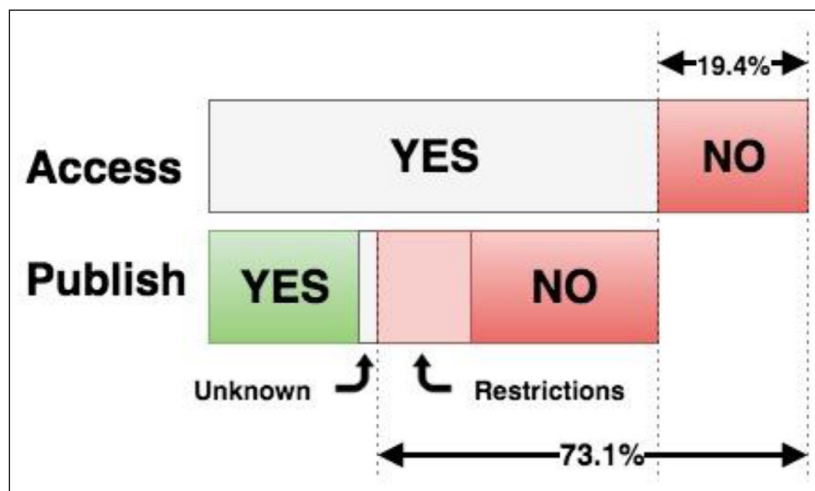 19.4%
Access YES NO
Publish YES NO
Unknown Restrictions
73.1%